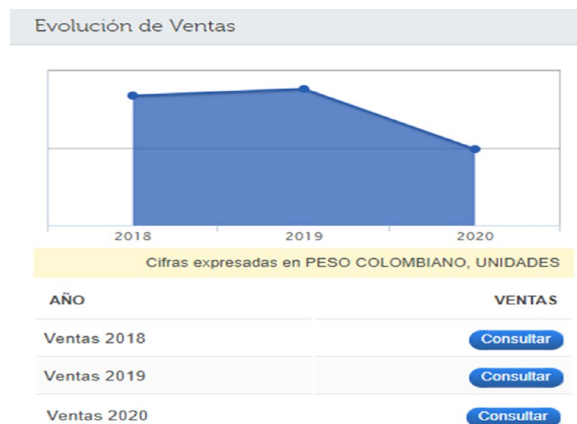 Evolución de Ventas
2018 2019 2020
Cifras expresadas en PESO COLOMBIANO, UNIDADES
AÑO VENTAS
Ventas 2018 Consultar
Ventas 2019 Consultar
Ventas 2020 Consultar